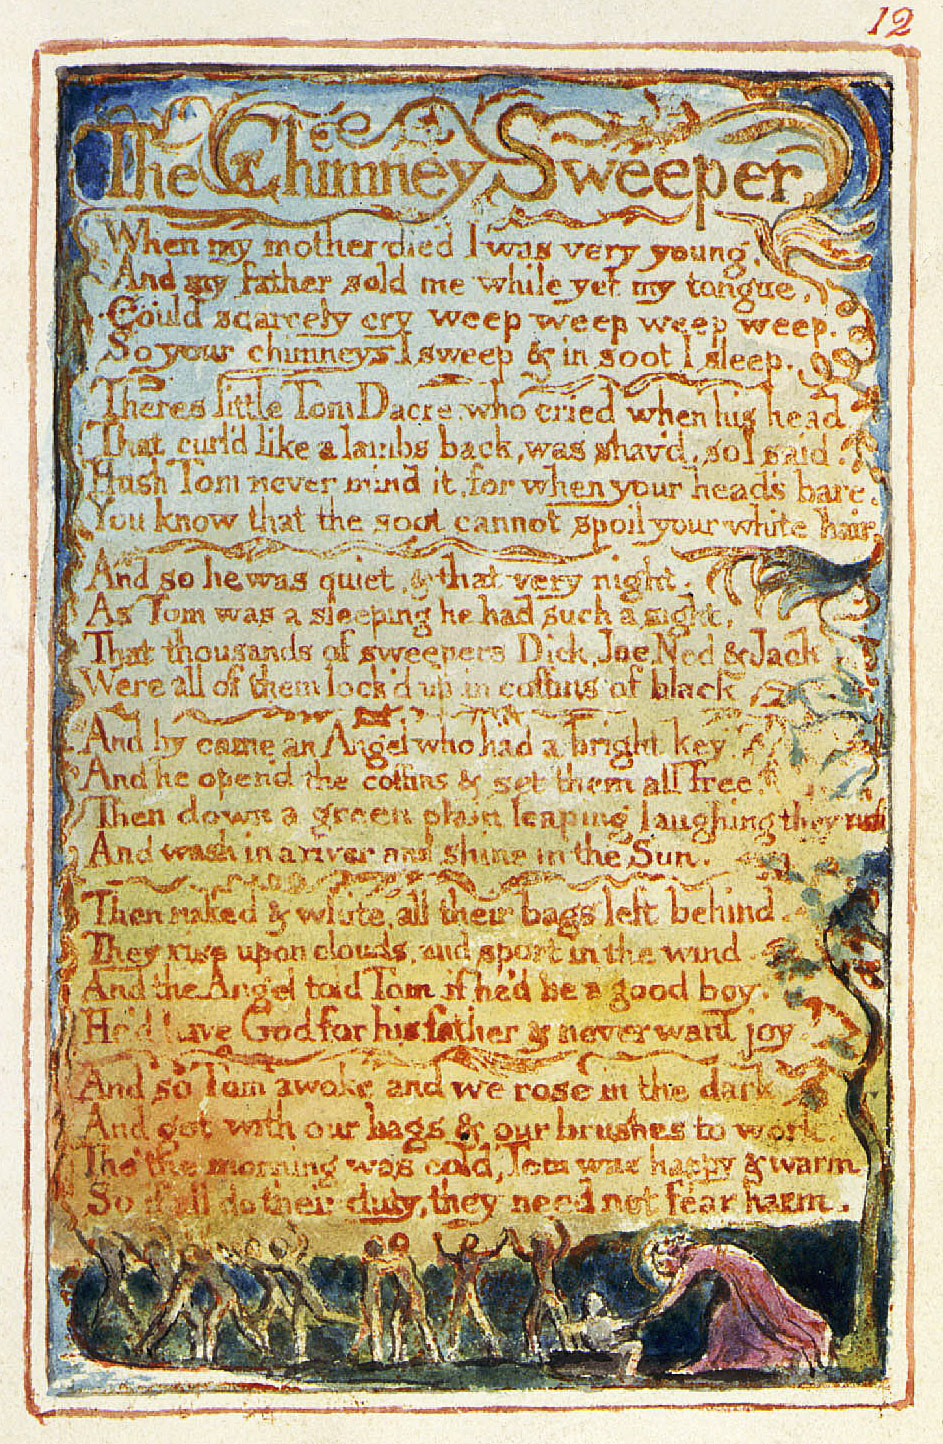 12
The Chimney Sweeper
When my mother died I was very young,
And my father sold me while yet my tongue,
Could scarcely cry weep weep weep weep.
So your chimneys I sweep & in soot I sleep.
Theres little Tom Dacre, who cried when his head
That curl'd like a lambs back, was shav'd, so I said.
Hush Tom never mind it, for when your head's bare,
You know that the soot cannot spoil your white hair
And so he was quiet, & that very night.
As Tom was a sleeping he had such a sight,
That thousands of sweepers Dick, Joe, Ned & Jack
Were all of them lock'd up in coffins of black
And by came an Angel who had a bright key
And he open'd the coffins & set them all free.
Then down a green plain leaping laughing they run
And wash in a river and shine in the Sun.
Then naked & white, all their bags left behind.
They rise upon clouds, and sport in the wind.
And the Angel told Tom if he'd be a good boy,
He'd have God for his father & never want joy.
And so Tom awoke and we rose in the dark
And got with our bags & our brushes to work.
Tho' the morning was cold, Tom was happy & warm
So if all do their duty, they need not fear harm.